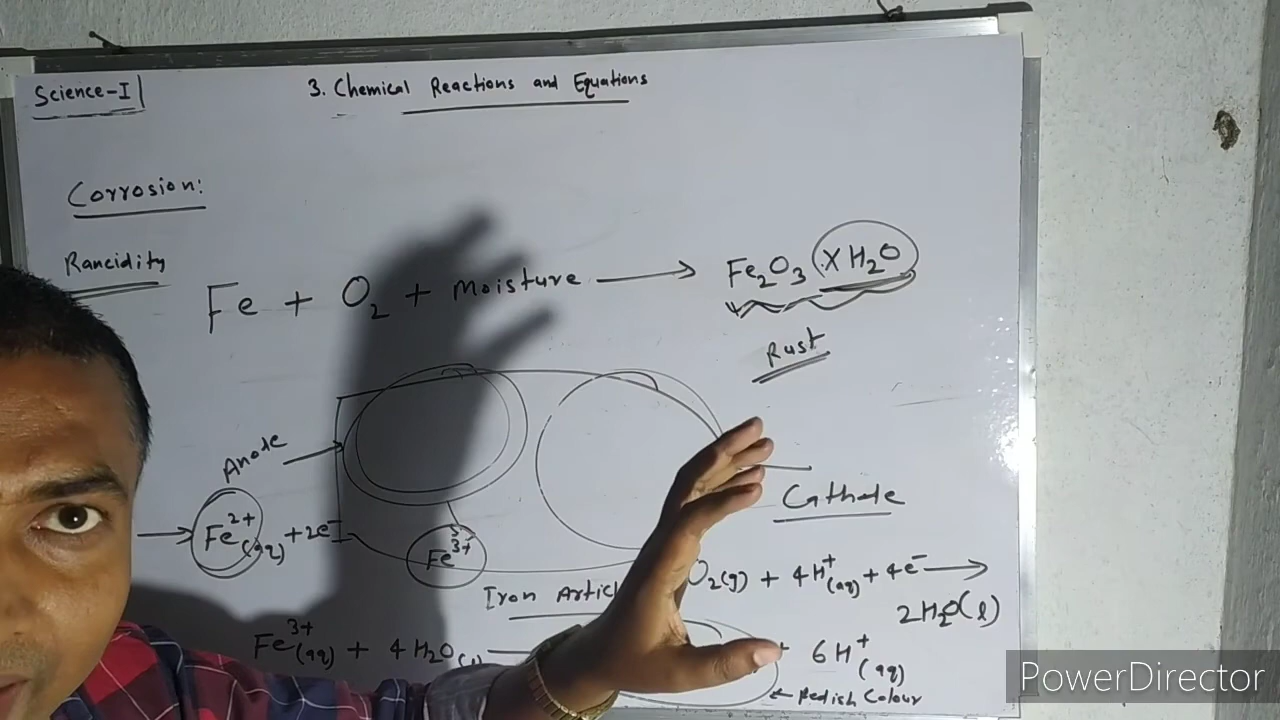 Science-I
3. Chemical Reactions and Equations
Corrosion:
Rancidity
Fe + O₂ + Moisture ⟶ Fe₂O₃ XH₂O
Rust
Anode
Cathode
⟶ Fe²⁺(aq) + 2e⁻
Fe³⁺
O₂(g) + 4H⁺(aq) + 4e⁻ ⟶
2H₂O(l)
Iron
Fe³⁺(aq) + 4H₂O(l) + 6H⁺(aq)
← Redish Colour
PowerDirector